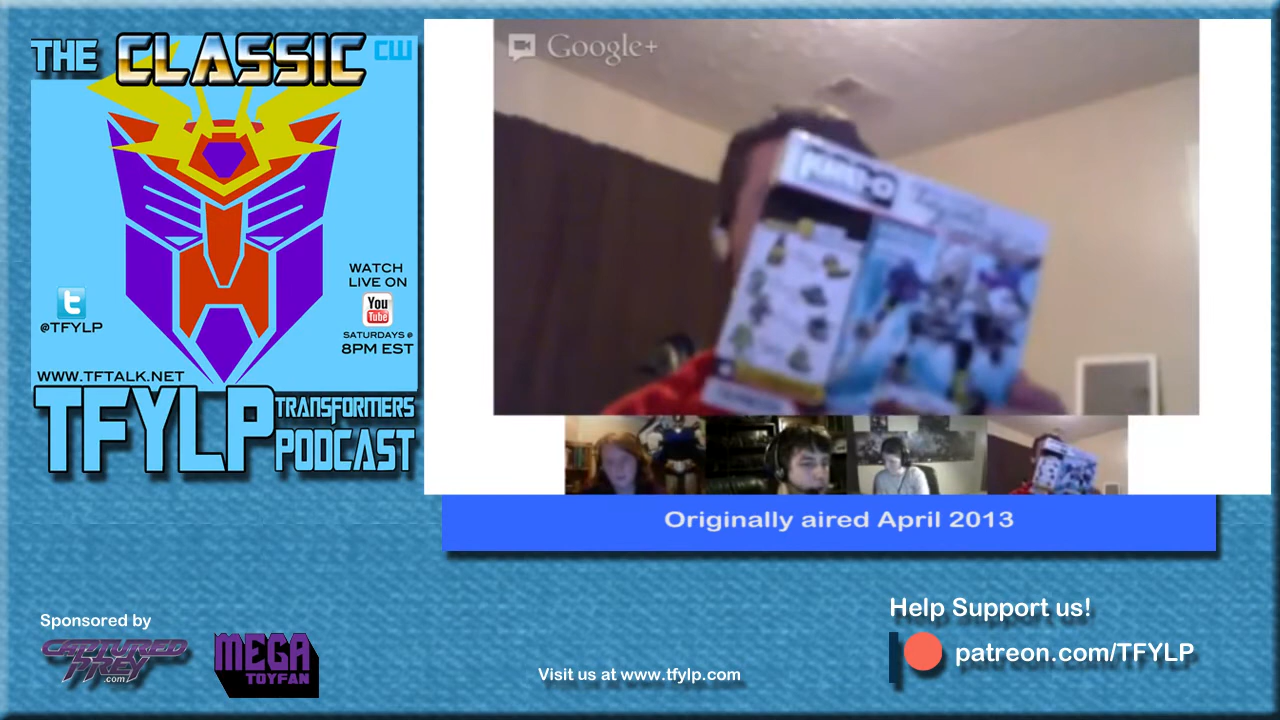 THE CLASSIC CW
@TFYLP
WATCH
LIVE ON
You
Tube
SATURDAYS @
8PM EST
WWW.TFTALK.NET
TFYLP TRANSFORMERS
PODCAST
Google+
Originally aired April 2013
Sponsored by
CAPTURED
PREY
.com
MEGA
TOYFAN
Visit us at www.tfylp.com
Help Support us!
patreon.com/TFYLP